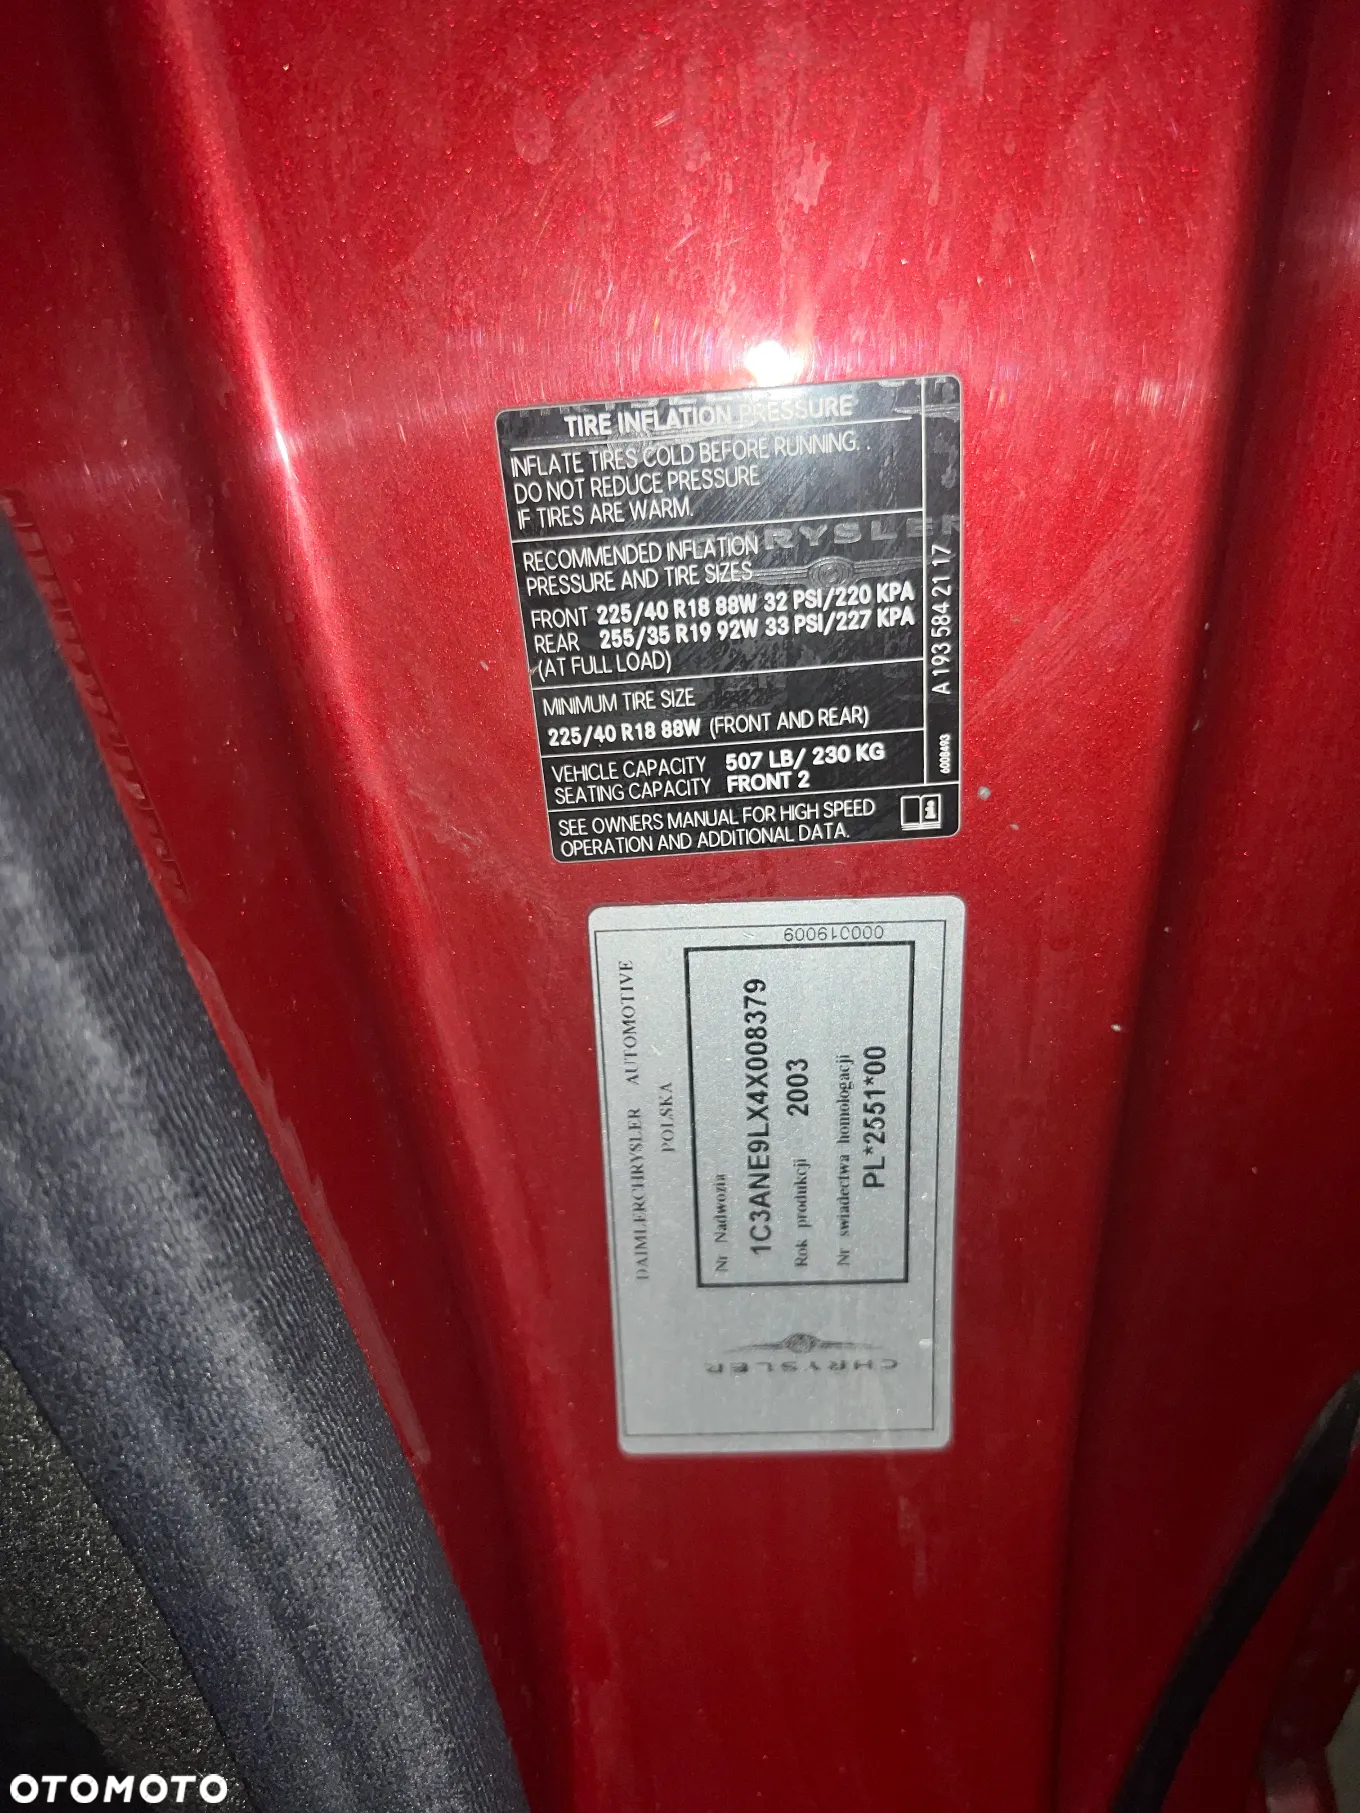 TIRE INFLATION PRESSURE
INFLATE TIRES COLD BEFORE RUNNING.
DO NOT REDUCE PRESSURE
IF TIRES ARE WARM.
CHRYSLER
RECOMMENDED INFLATION
PRESSURE AND TIRE SIZES
FRONT 225/40 R18 88W 32 PSI/220 KPA
REAR 255/35 R19 92W 33 PSI/227 KPA
(AT FULL LOAD)
MINIMUM TIRE SIZE
225/40 R18 88W (FRONT AND REAR)
VEHICLE CAPACITY 507 LB/ 230 KG
SEATING CAPACITY FRONT 2
SEE OWNERS MANUAL FOR HIGH SPEED
OPERATION AND ADDITIONAL DATA.
A 193 584 21 17
6008493
DAIMLERCHRYSLER AUTOMOTIVE
POLSKA
Nr Nadwozia
1C3ANE9LX4X008379
Rok produkcji 2003
Nr swiadectwa homologacji
PL*2551*00
000019009
CHRYSLER
OTOMOTO